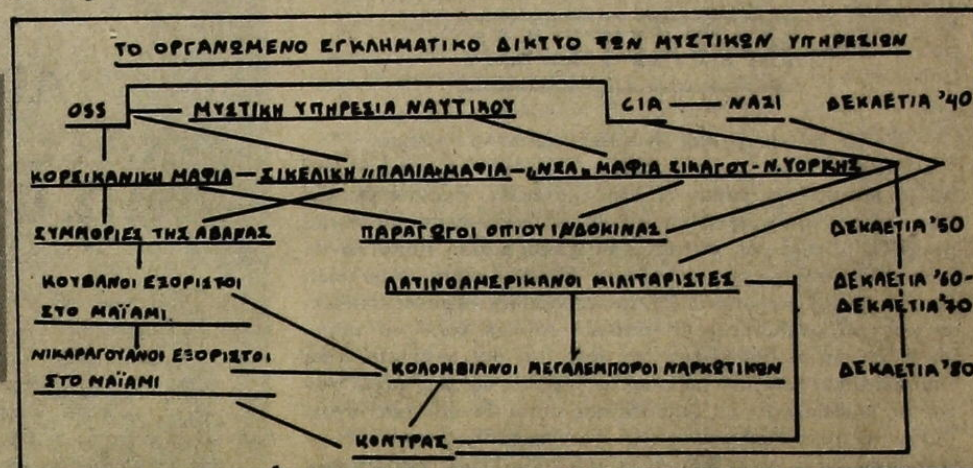 ΤΟ ΟΡΓΑΝΩΜΕΝΟ ΕΓΚΛΗΜΑΤΙΚΟ ΔΙΚΤΥΟ ΤΩΝ ΜΥΣΤΙΚΩΝ ΥΠΗΡΕΣΙΩΝ
OSS ΜΥΣΤΙΚΗ ΥΠΗΡΕΣΙΑ ΝΑΥΤΙΚΟΥ CIA ΝΑΖΙ ΔΕΚΑΕΤΙΑ '40
ΚΟΡΣΙΚΑΝΙΚΗ ΜΑΦΙΑ — ΣΙΚΕΛΙΚΗ "ΠΑΛΙΑ" ΜΑΦΙΑ — "ΝΕΑ" ΜΑΦΙΑ ΣΙΚΑΓΟΥ - Ν. ΥΟΡΚΗΣ
ΣΥΜΜΟΡΙΕΣ ΤΗΣ ΑΒΑΝΑΣ ΠΑΡΑΓΩΓΟΙ ΟΠΙΟΥ ΙΝΔΟΚΙΝΑΣ ΔΕΚΑΕΤΙΑ '50
ΚΟΥΒΑΝΟΙ ΕΞΟΡΙΣΤΟΙ ΛΑΤΙΝΟΑΜΕΡΙΚΑΝΟΙ ΜΙΛΙΤΑΡΙΣΤΕΣ ΔΕΚΑΕΤΙΑ '60-
ΣΤΟ ΜΑΪΑΜΙ. ΔΕΚΑΕΤΙΑ '70
ΝΙΚΑΡΑΓΟΥΑΝΟΙ ΕΞΟΡΙΣΤΟΙ ΚΟΛΟΜΒΙΑΝΟΙ ΜΕΓΑΛΕΜΠΟΡΟΙ ΝΑΡΚΩΤΙΚΩΝ ΔΕΚΑΕΤΙΑ '80
ΣΤΟ ΜΑΪΑΜΙ
ΚΟΝΤΡΑΣ